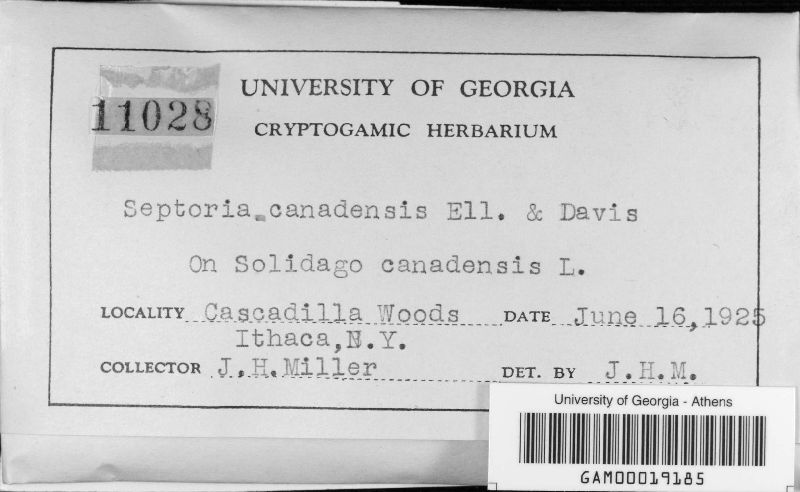 11028
UNIVERSITY OF GEORGIA
CRYPTOGAMIC HERBARIUM
Septoria canadensis Ell. & Davis
On Solidago canadensis L.
LOCALITY Cascadilla Woods DATE June 16,1925
Ithaca,N.Y.
COLLECTOR J.H.Miller DET. BY J.H.M.
University of Georgia - Athens
GAM00019185